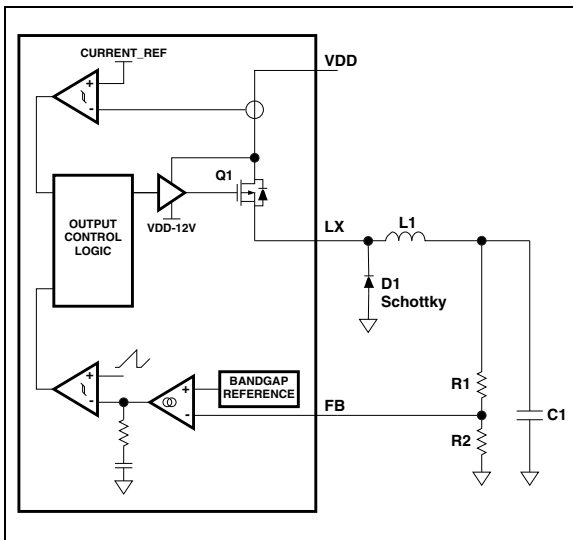 CURRENT_REF
VDD
+
-
Q1
OUTPUT
CONTROL
LOGIC
VDD-12V
LX
L1
D1
Schottky
+
-
+
-
BANDGAP
REFERENCE
FB
R1
R2
C1